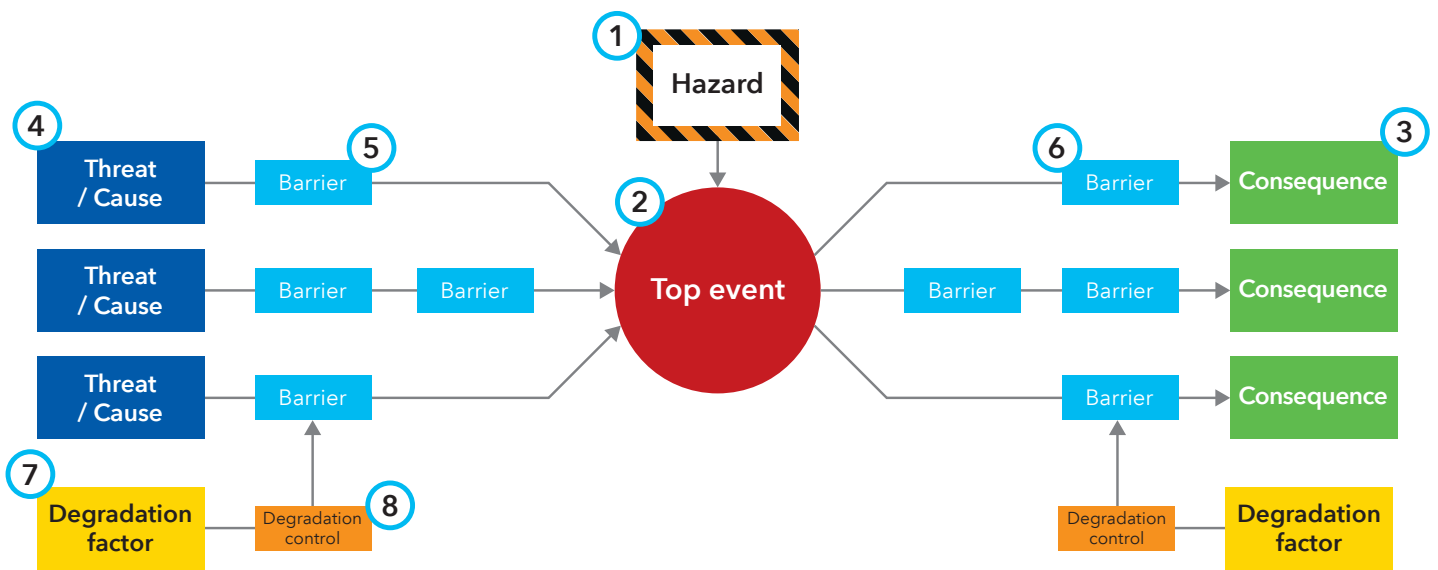 1
Hazard
4
Threat
/ Cause
5
Barrier
6
Barrier
3
Consequence
2
Top event
Threat
/ Cause
Barrier
Barrier
Barrier
Barrier
Consequence
Threat
/ Cause
Barrier
Barrier
Consequence
7
Degradation
factor
8
Degradation
control
Degradation
control
Degradation
factor